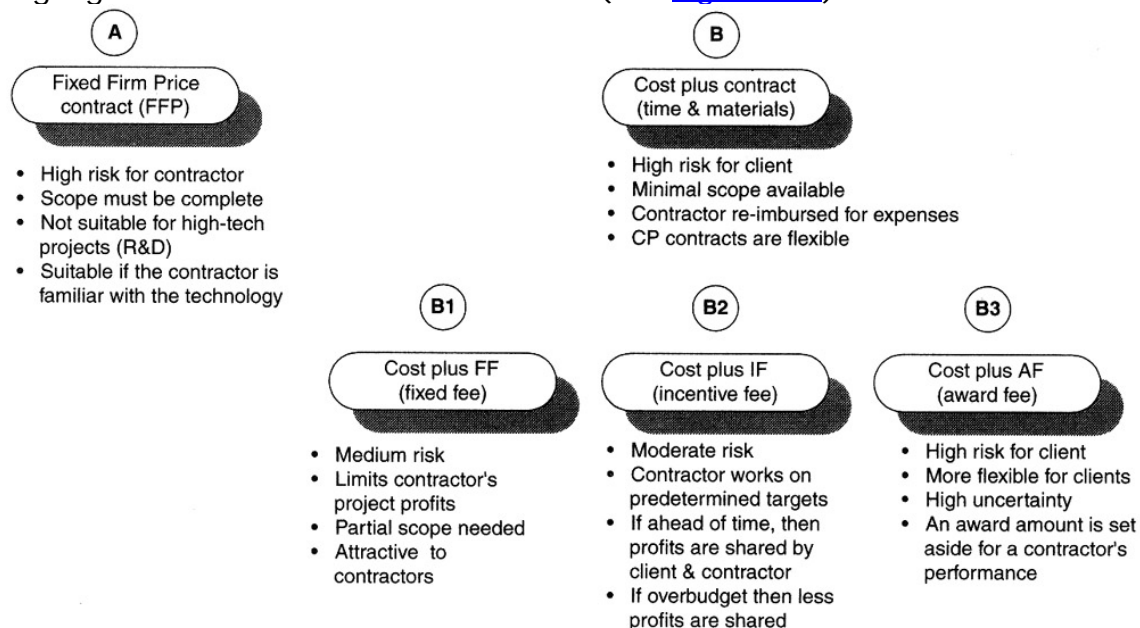 A
Fixed Firm Price
contract (FFP)
• High risk for contractor
• Scope must be complete
• Not suitable for high-tech
projects (R&D)
• Suitable if the contractor is
familiar with the technology
B
Cost plus contract
(time & materials)
• High risk for client
• Minimal scope available
• Contractor re-imbursed for expenses
• CP contracts are flexible
B1
Cost plus FF
(fixed fee)
• Medium risk
• Limits contractor's
project profits
• Partial scope needed
• Attractive to
contractors
B2
Cost plus IF
(incentive fee)
• Moderate risk
• Contractor works on
predetermined targets
• If ahead of time, then
profits are shared by
client & contractor
• If overbudget then less
profits are shared
B3
Cost plus AF
(award fee)
• High risk for client
• More flexible for clients
• High uncertainty
• An award amount is set
aside for a contractor's
performance